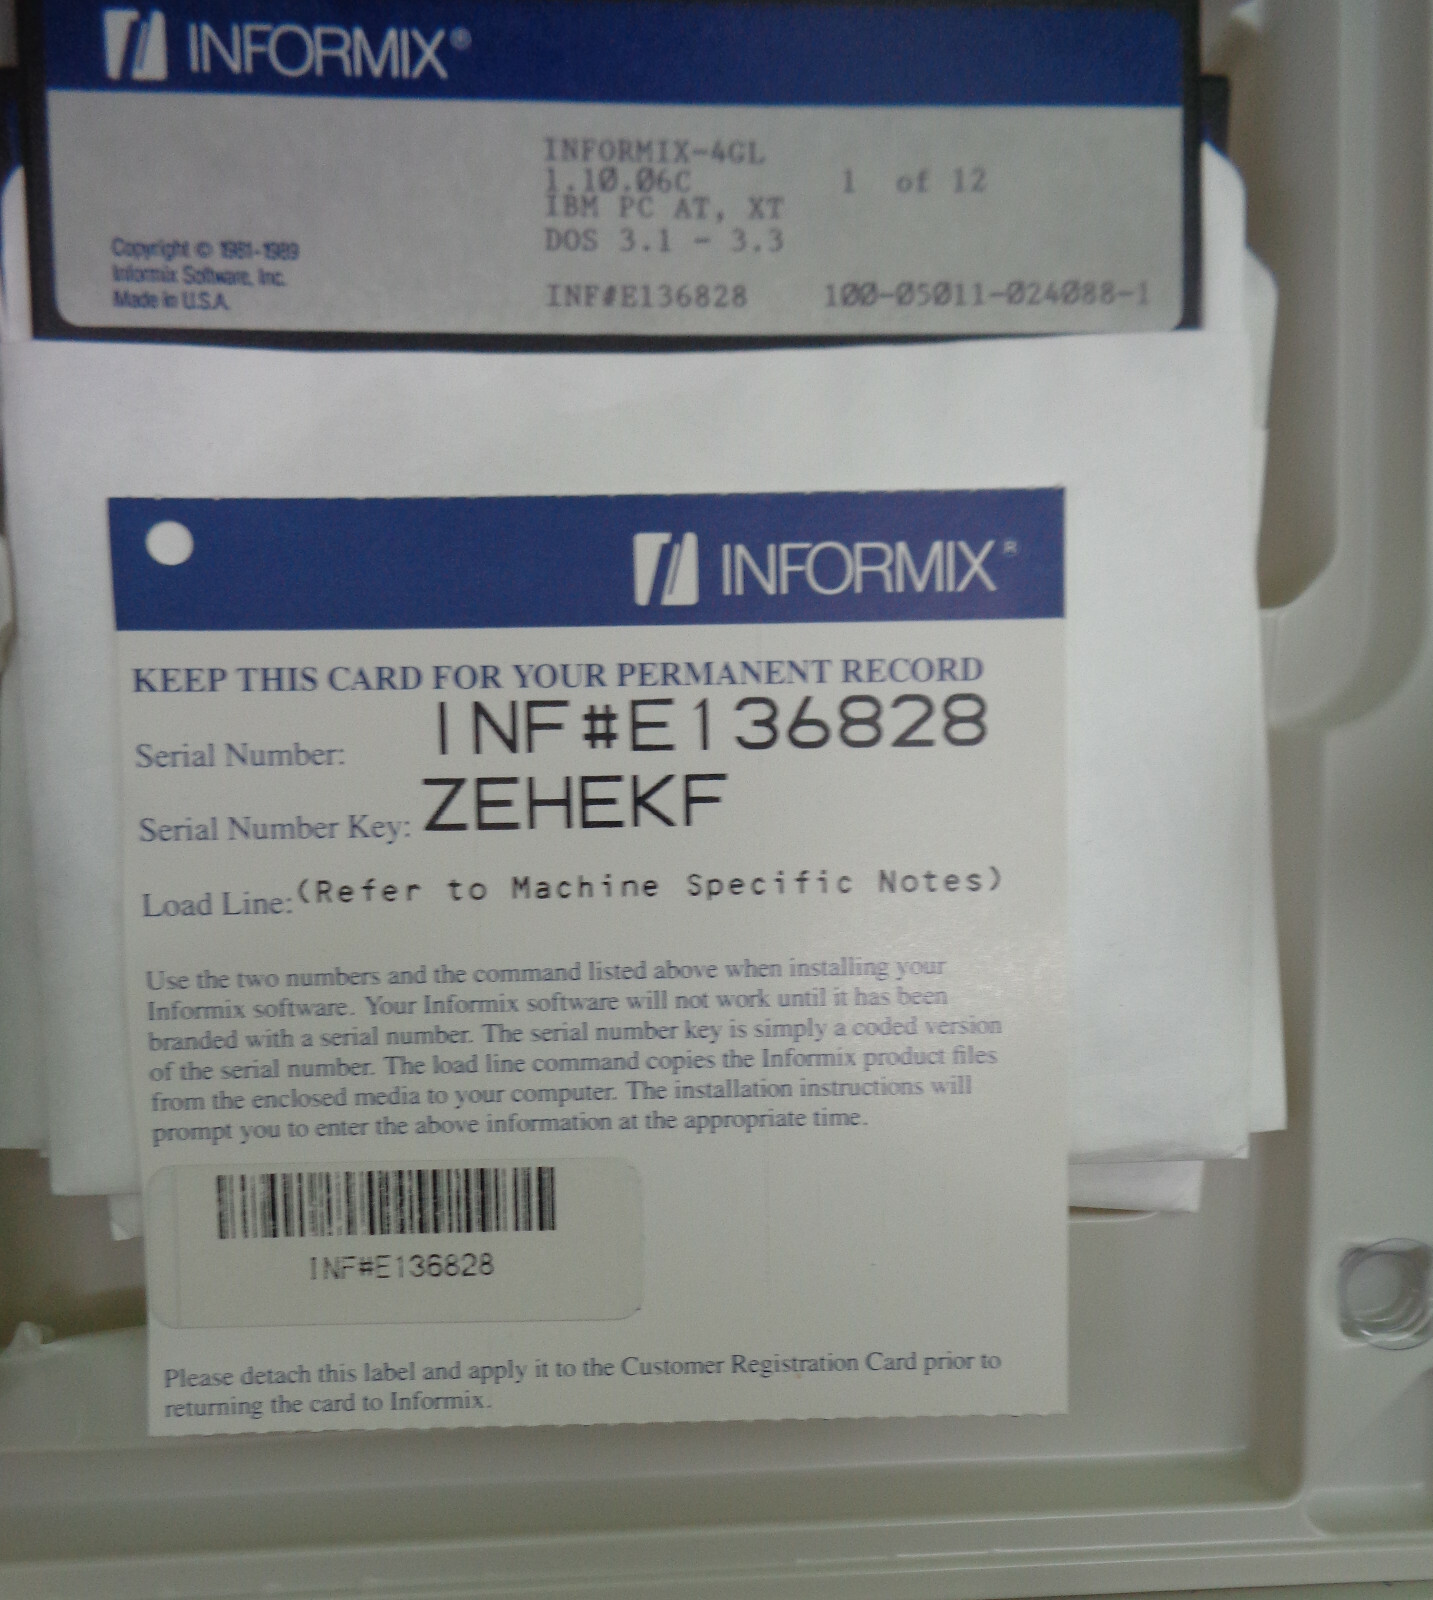 INFORMIX®
INFORMIX-4GL
1.10.06C
1 of 12
IBM PC AT, XT
DOS 3.1 - 3.3
INF#E136828
100-05011-024088-1
Copyright © 1981-1989
Informix Software, Inc.
Made in U.S.A.
INFORMIX®
KEEP THIS CARD FOR YOUR PERMANENT RECORD
Serial Number: INF#E136828
Serial Number Key: ZEHEKF
Load Line: (Refer to Machine Specific Notes)
Use the two numbers and the command listed above when installing your
Informix software. Your Informix software will not work until it has been
branded with a serial number. The serial number key is simply a coded version
of the serial number. The load line command copies the Informix product files
from the enclosed media to your computer. The installation instructions will
prompt you to enter the above information at the appropriate time.
INF#E136828
Please detach this label and apply it to the Customer Registration Card prior to
returning the card to Informix.